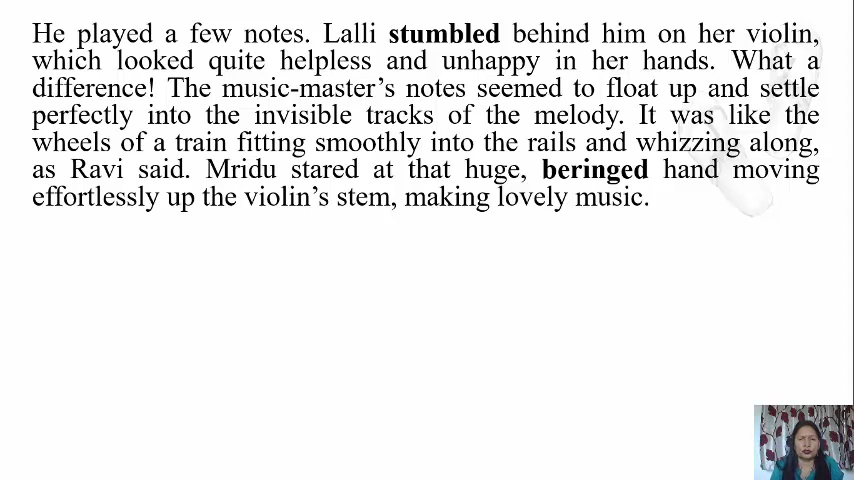 He played a few notes. Lalli stumbled behind him on her violin,
which looked quite helpless and unhappy in her hands. What a
difference! The music-master’s notes seemed to float up and settle
perfectly into the invisible tracks of the melody. It was like the
wheels of a train fitting smoothly into the rails and whizzing along,
as Ravi said. Mridu stared at that huge, beringed hand moving
effortlessly up the violin’s stem, making lovely music.